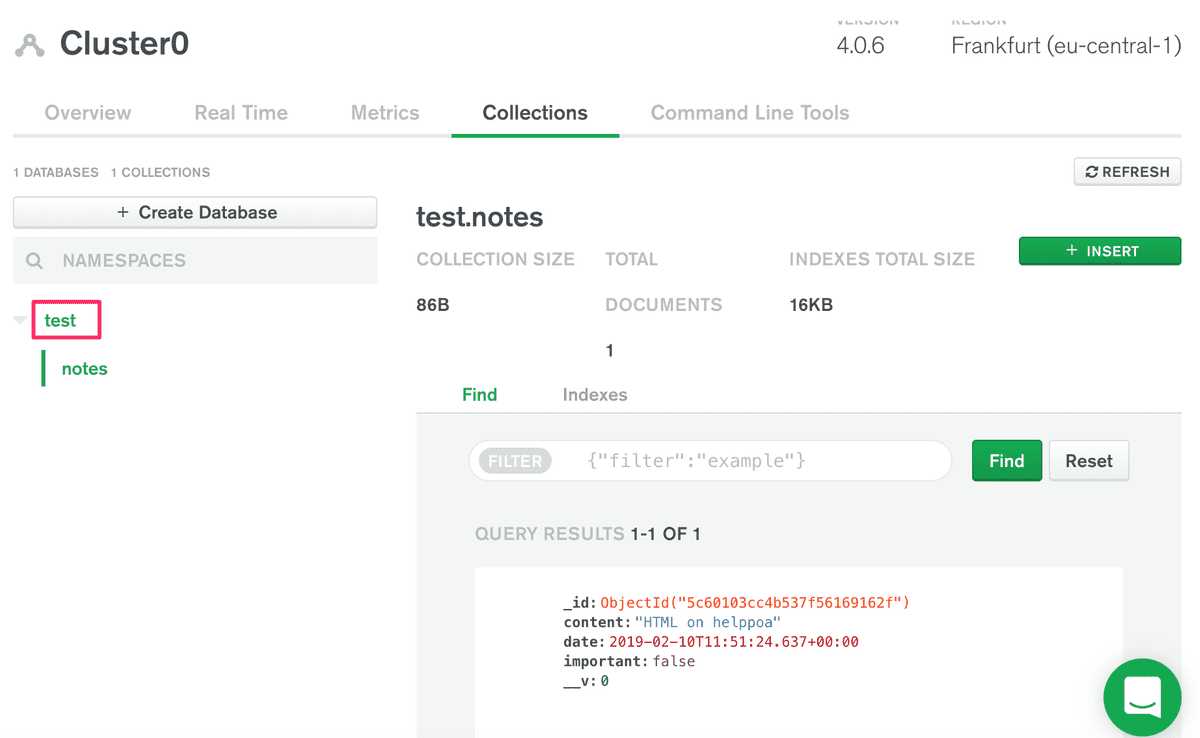 Cluster0
VERSION
4.0.6
REGION
Frankfurt (eu-central-1)
Overview
Real Time
Metrics
Collections
Command Line Tools
1 DATABASES 1 COLLECTIONS
REFRESH
+ Create Database
NAMESPACES
test
notes
test.notes
COLLECTION SIZE
86B
TOTAL
DOCUMENTS
1
INDEXES TOTAL SIZE
16KB
+ INSERT
Find
Indexes
FILTER
{"filter":"example"}
Find
Reset
QUERY RESULTS 1-1 OF 1
_id: ObjectId("5c60103cc4b537f56169162f")
content: "HTML on helppoa"
date: 2019-02-10T11:51:24.637+00:00
important: false
__v: 0